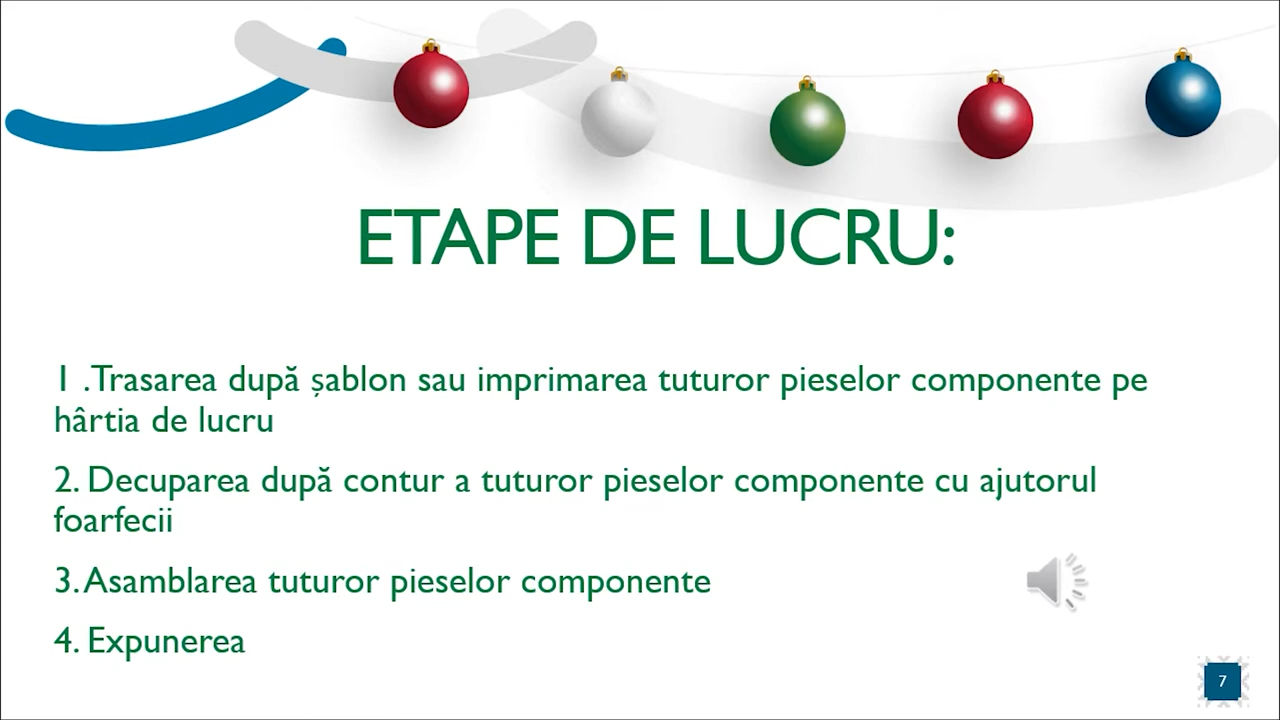 ETAPE DE LUCRU:
1 .Trasarea după șablon sau imprimarea tuturor pieselor componente pe
hârtia de lucru
2. Decuparea după contur a tuturor pieselor componente cu ajutorul
foarfecii
3. Asamblarea tuturor pieselor componente
4. Expunerea
7